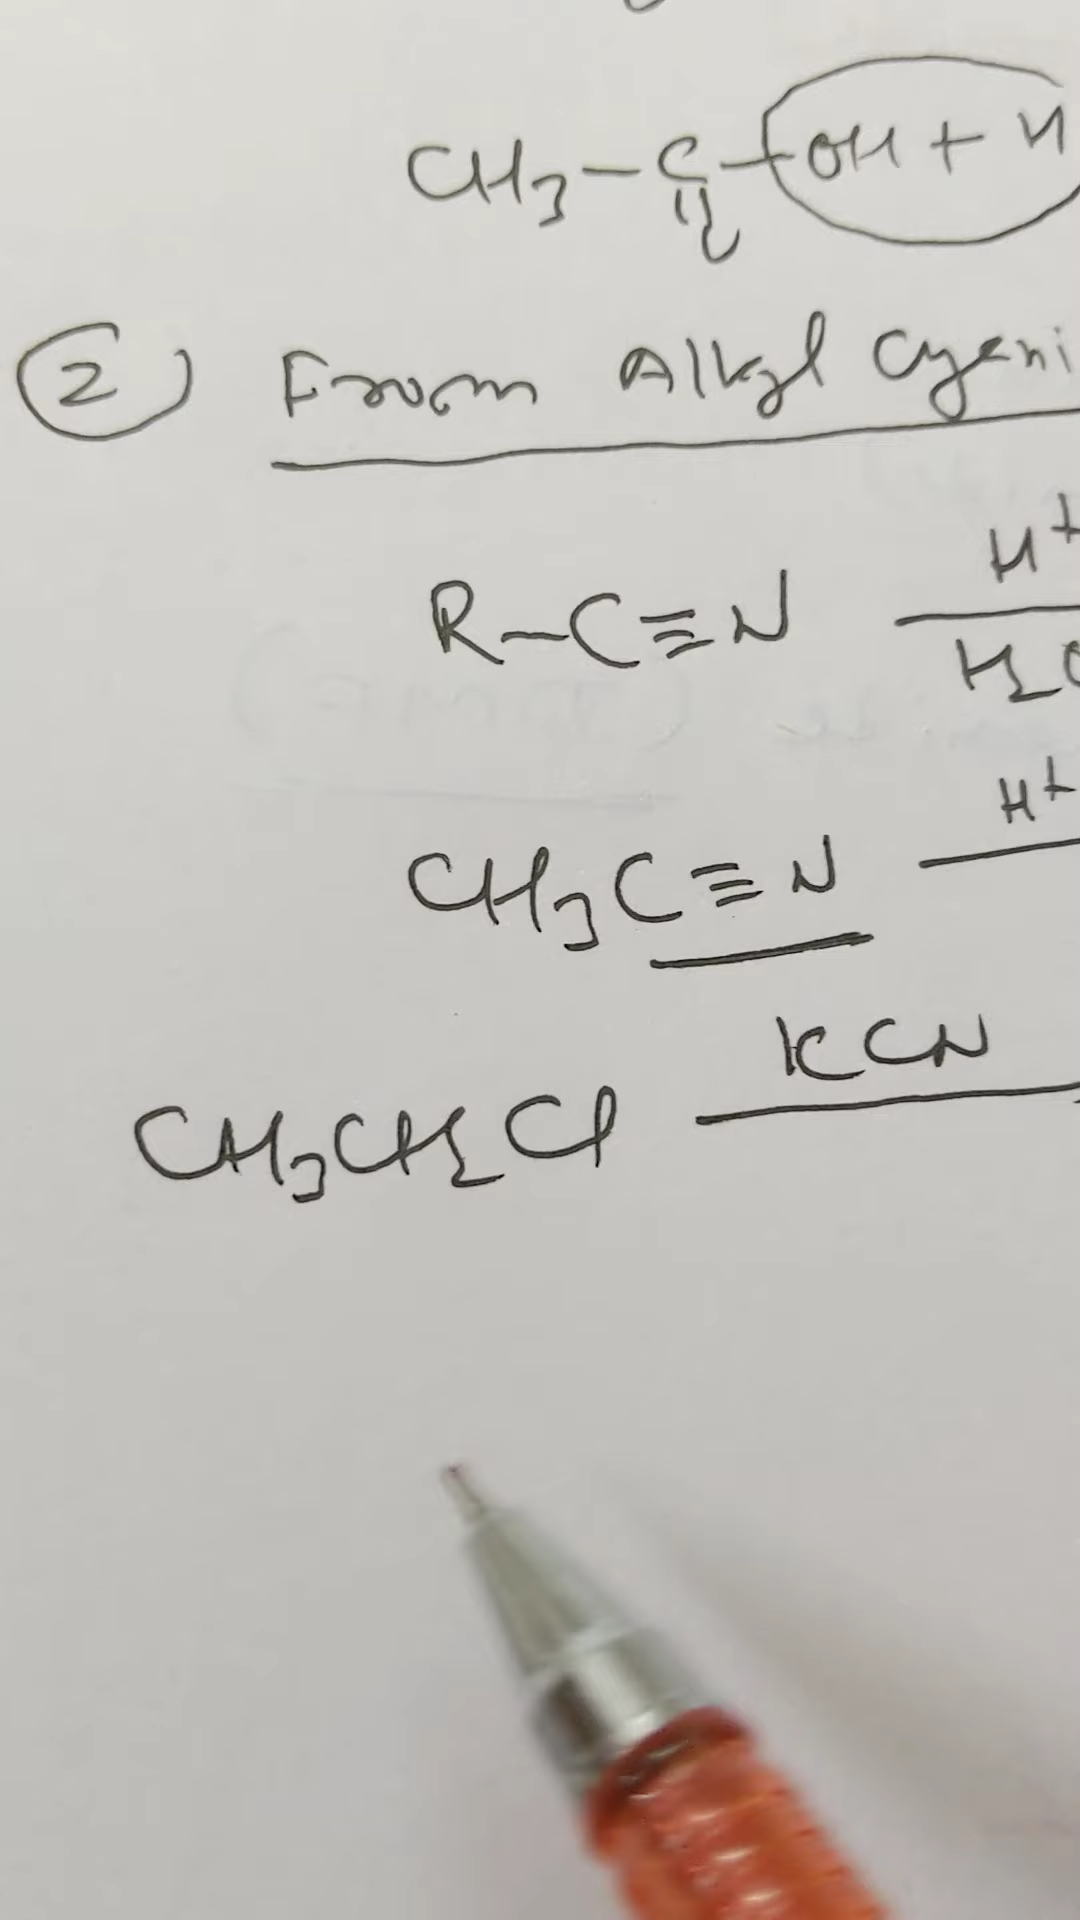 CH3-C-OH + H
O
② From Alkyl Cyani
H+
R-C≡N
H2O
H+
CH3C≡N
KCN
CH3CH2Cl